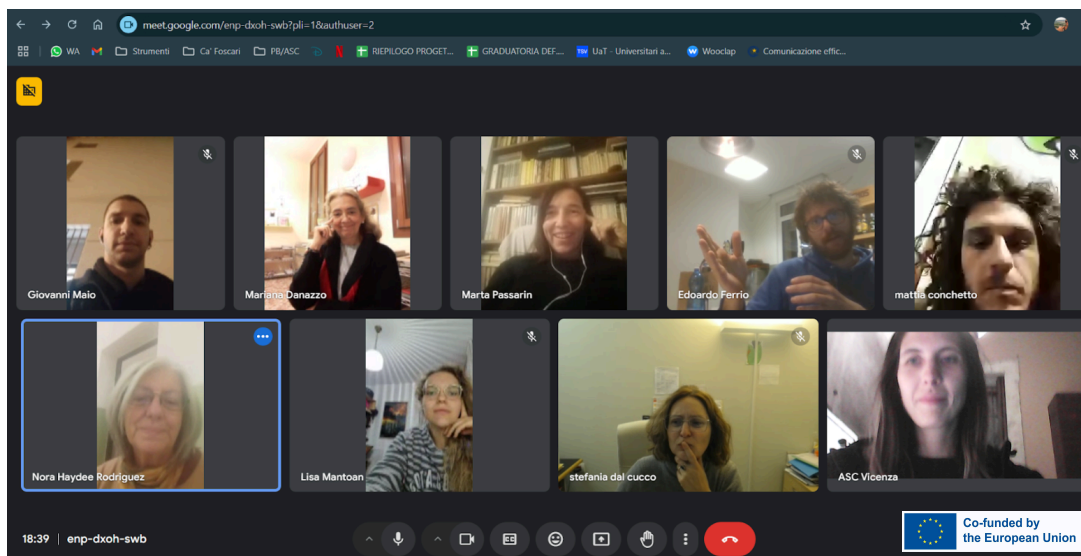 meet.google.com/enp-dxoh-swb?pli=1&authuser=2
WA Strumenti Ca' Foscari PB/ASC RIEPILOGO PROGET... GRADUATORIA DEF.... TSV UaT - Universitari a... Wooclap Comunicazione effic...
Giovanni Maio
Mariana Danazzo
Marta Passarin
Edoardo Ferrio
mattia conchetto
Nora Haydee Rodriguez
Lisa Mantoan
stefania dal cucco
ASC Vicenza
18:39 | enp-dxoh-swb
Co-funded by
the European Union